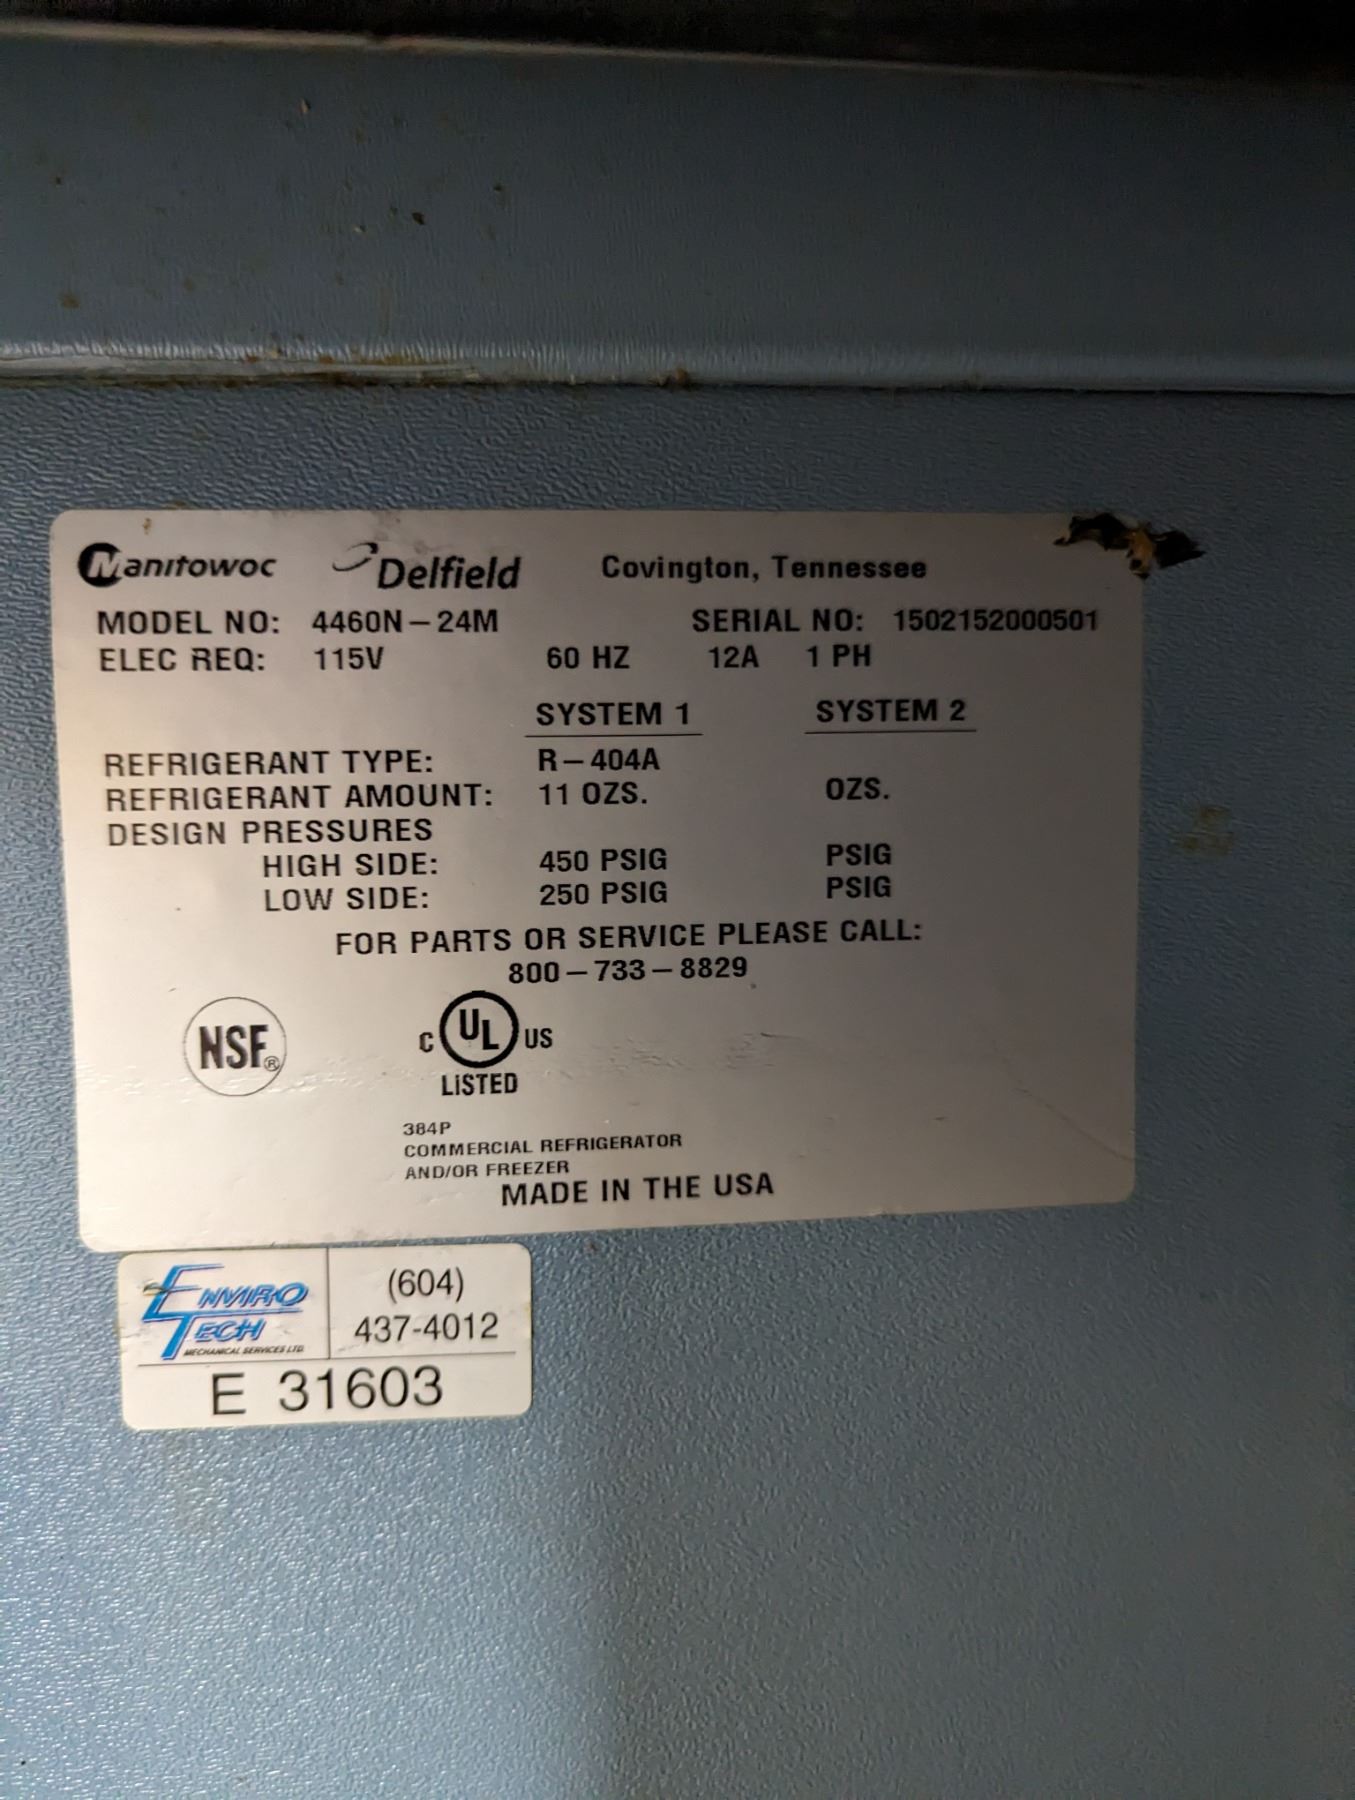 Manitowoc Delfield Covington, Tennessee
MODEL NO: 4460N-24M SERIAL NO: 1502152000501
ELEC REQ: 115V 60 HZ 12A 1 PH
SYSTEM 1 SYSTEM 2
REFRIGERANT TYPE: R-404A
REFRIGERANT AMOUNT: 11 OZS. OZS.
DESIGN PRESSURES
HIGH SIDE: 450 PSIG PSIG
LOW SIDE: 250 PSIG PSIG
FOR PARTS OR SERVICE PLEASE CALL:
800-733-8829
NSF®
C UL US
LISTED
384P
COMMERCIAL REFRIGERATOR
AND/OR FREEZER
MADE IN THE USA
ENVIRO
TECH
MECHANICAL SERVICES LTD.
(604)
437-4012
E 31603